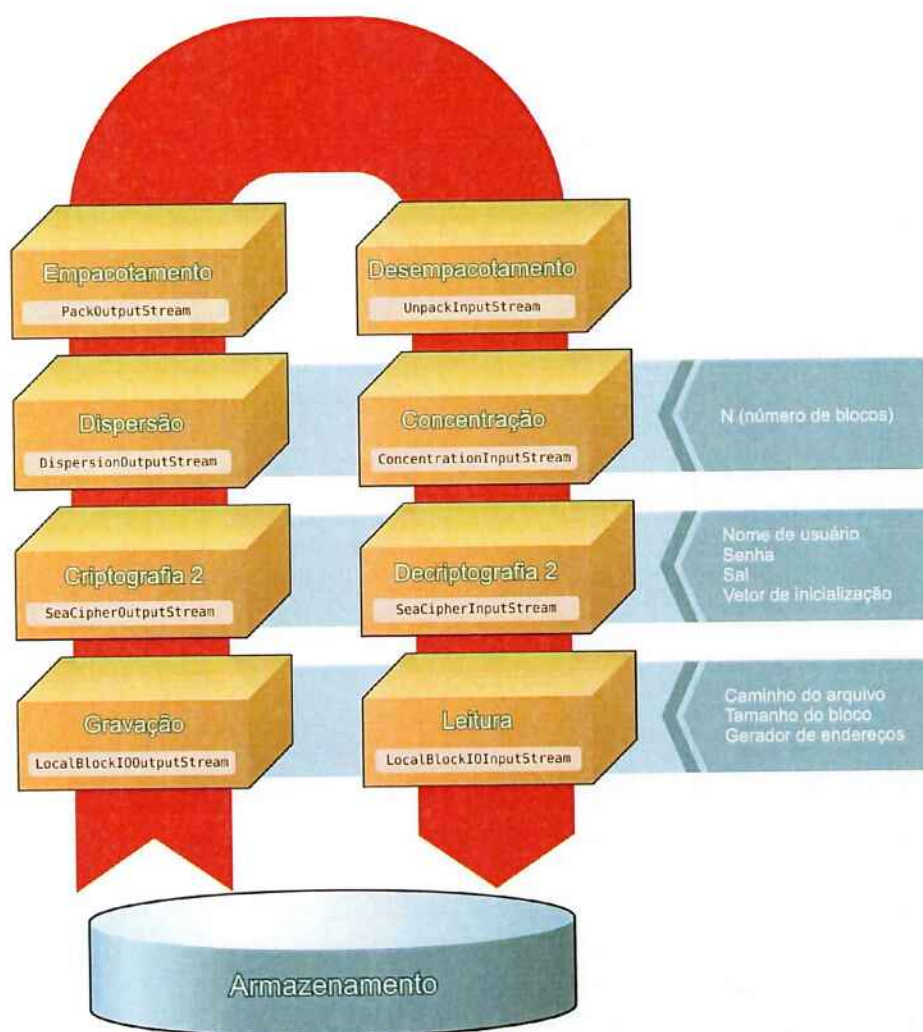 Empacotamento
PackOutputStream
Desempacotamento
UnpackInputStream
Dispersão
DispersionOutputStream
Concentração
ConcentrationInputStream
N (número de blocos)
Criptografia 2
SeaCipherOutputStream
Decriptografia 2
SeaCipherInputStream
Nome de usuário
Senha
Sal
Vetor de inicialização
Gravação
LocalBlockIOOutputStream
Leitura
LocalBlockIOInputStream
Caminho do arquivo
Tamanho do bloco
Gerador de endereços
Armazenamento